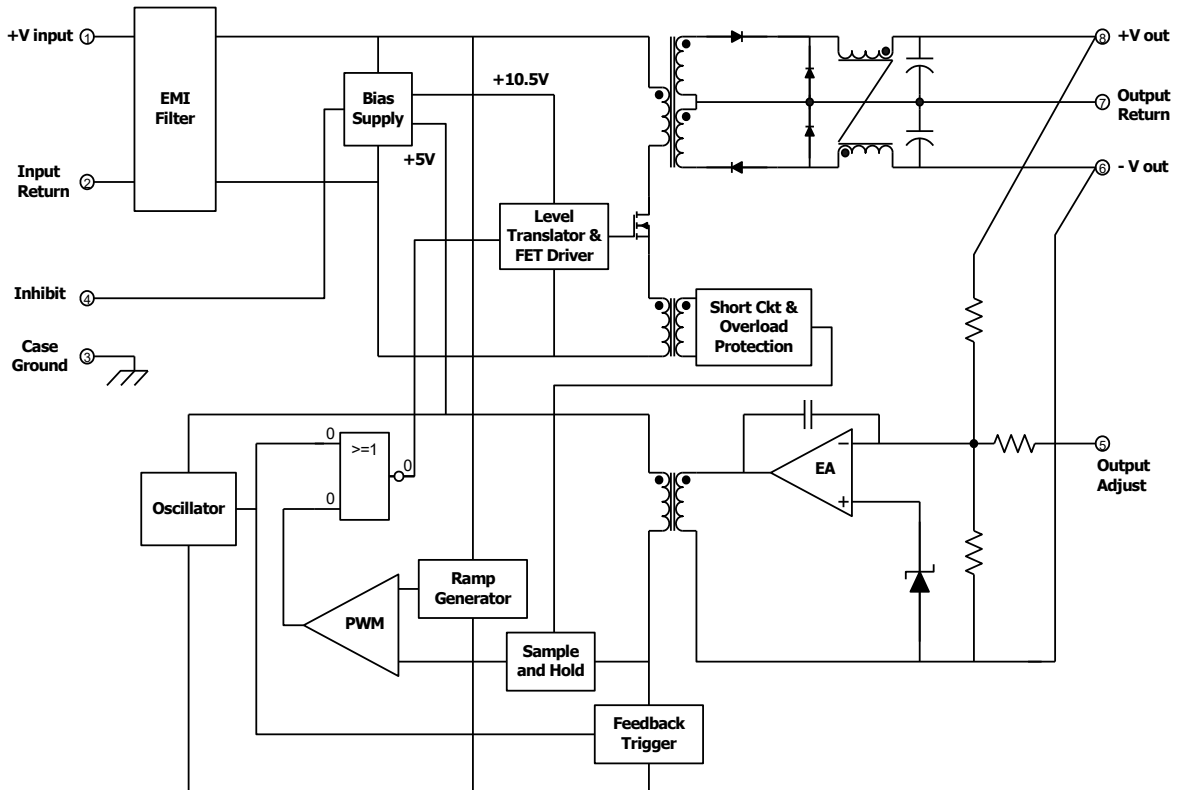 +V input
1
EMI
Filter
Input
Return
2
Bias
Supply
+10.5V
+5V
Level
Translator &
FET Driver
8
+V out
7
Output
Return
6
- V out
Inhibit
4
Case
Ground
3
Short Ckt &
Overload
Protection
0
>=1
0
0
Oscillator
EA
−
+
5
Output
Adjust
PWM
Ramp
Generator
Sample
and Hold
Feedback
Trigger